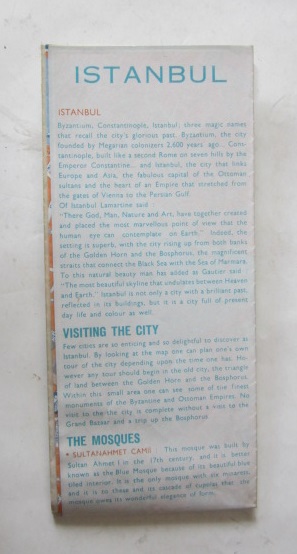 ISTANBUL
ISTANBUL
Byzantium, Constantinople, Istanbul; three magic names
that recall the city's glorious past. Byzantium, the city
founded by Megarian colonizers 2,600 years ago... Cons-
tantinople, built like a second Rome on seven hills by the
Emperor Constantine... and Istanbul, the city that links
Europe and Asia, the fabulous capital of the Ottoman
sultans and the heart of an Empire that stretched from
the gates of Vienna to the Persian Gulf.
Of Istanbul Lamartine said
"There God, Man, Nature and Art, have together created
and placed the most marvellous point of view that the
human eye can contemplate on Earth." Indeed, the
setting is superb, with the city rising up from both banks
of the Golden Horn and the Bosphorus, the magnificent
straits that connect the Black Sea with the Sea of Marmara.
To this natural beauty man has added as Gautier said
"The most beautiful skyline that undulates between Heaven
and Earth." Istanbul is not only a city with a brilliant past,
reflected in its buildings, but it is a city full of present
day life and colour as well.
VISITING THE CITY
Few cities are so enticing and so delightful to discover as
Istanbul. By looking at the map one can plan one's own
tour of the city depending upon the time one has. Ho-
wever any tour should begin in the old city, the triangle
of land between the Golden Horn and the Bosphorus.
Within this small area one can see some of the finest
monuments of the Byzantine and Ottoman Empires. No
visit to the the city is complete without a visit to the
Grand Bazaar and a trip up the Bosphorus
THE MOSQUES
• SULTANAHMET CAMII : This mosque was built by
Sultan Ahmet I in the 17th century, and it is better
known as the Blue Mosque because of its beautiful blue
tiled interior. It is the only mosque with six minarets,
and it is to these and its cascade of cupolas that the
mosque owes its wonderful elegance of form.